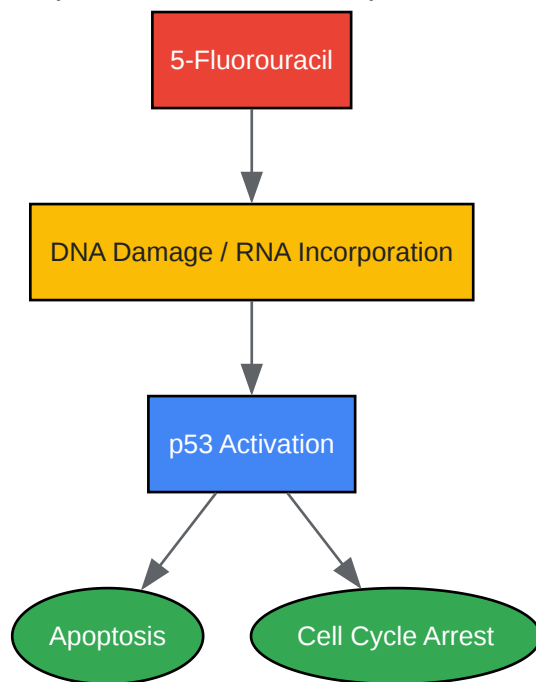 5-Fluorouracil
DNA Damage / RNA Incorporation
p53 Activation
Apoptosis
Cell Cycle Arrest